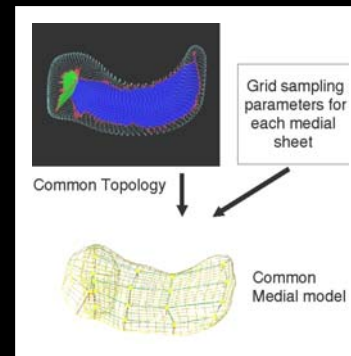 Grid sampling
parameters for
each medial
sheet
Common Topology
Common
Medial model